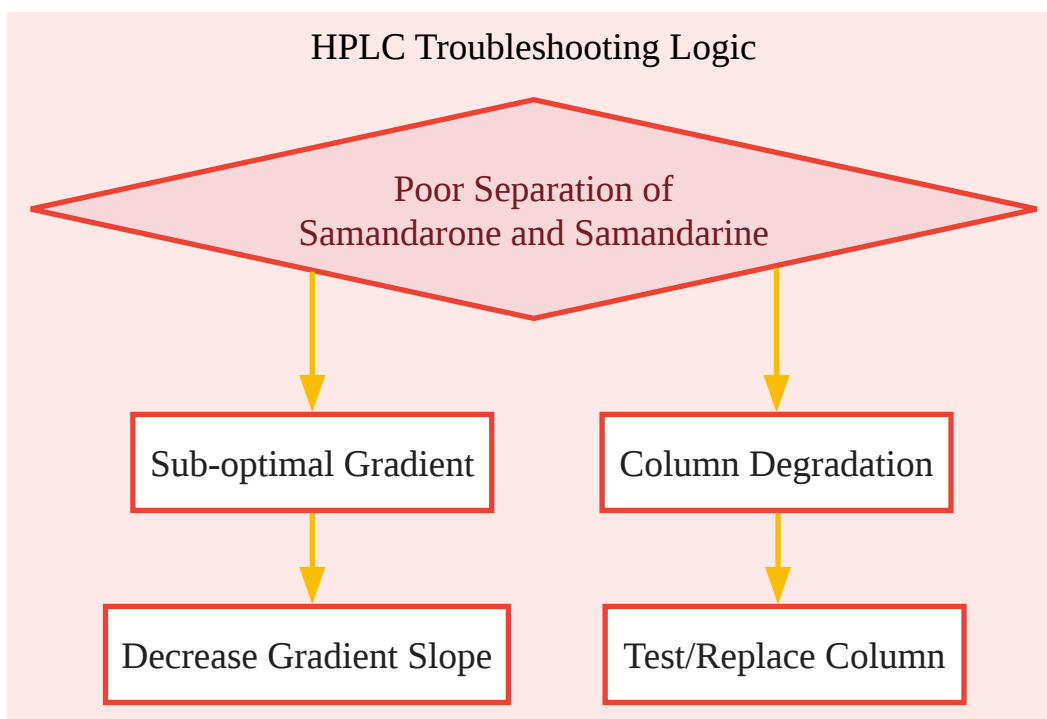 HPLC Troubleshooting Logic
Poor Separation of
Samandarone and Samandarine
Sub-optimal Gradient
Column Degradation
Decrease Gradient Slope
Test/Replace Column